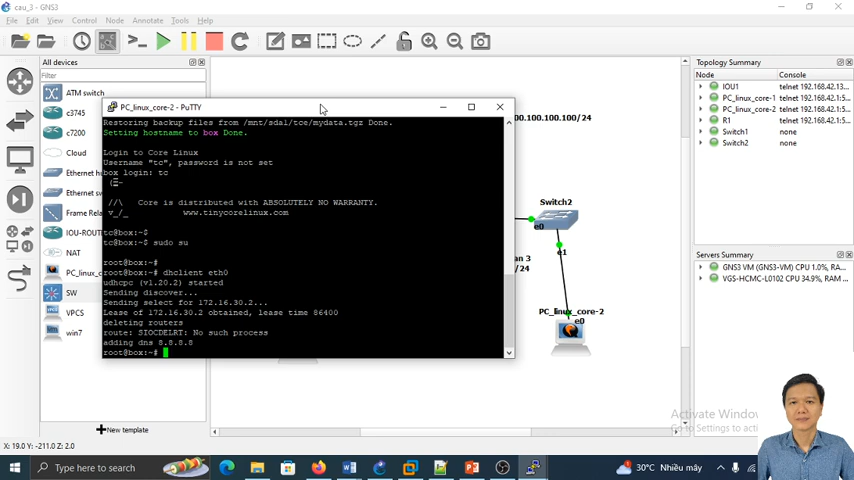 cau_3 - GNS3
File Edit View Control Node Annotate Tools Help
All devices
Filter
ATM switch
c3745
c7200
Cloud
Ethernet
Ethernet
Frame
NAT
SW
VPCS
win7
New template
X: 19.0 Y: -211.0 Z: 2.0
PC_linux_core-2 - PuTTY
Restoring backup files from /mnt/sda1/tce/mydata.tgz Done.
Setting hostname to box Done.
Login to Core Linux
Username "tc", password is not set
box login: tc
//\ Core is distributed with ABSOLUTELY NO WARRANTY.
v_/_ www.tinycorelinux.com
tc@box:~$
tc@box:~$ sudo su
root@box:~#
root@box:~# dhclient eth0
udhcpc (v1.20.2) started
Sending discover...
Sending select for 172.16.30.2...
Lease of 172.16.30.2 obtained, lease time 86400
deleting routers
route: SIOCDELRT: No such process
adding dns 8.8.8.8
root@box:~#
00.100.100.100/24
Switch2
e0
e1
an 3
/24
PC_linux_core-2
e0
Topology Summary
Node Console
IOU1 telnet 192.168.42.13...
PC_linux_core-1 telnet 192.168.42.1:5...
PC_linux_core-2 telnet 192.168.42.1:5...
R1 telnet 192.168.42.1:5...
Switch1 none
Switch2 none
Servers Summary
GNS3 VM (GNS3-VM) CPU 1.0%, RA...
VGS-HCMC-L0102 CPU 34.9%, RAM ...
Activate Window
Go to Settings to acti
Type here to search
30°C Nhiều mây